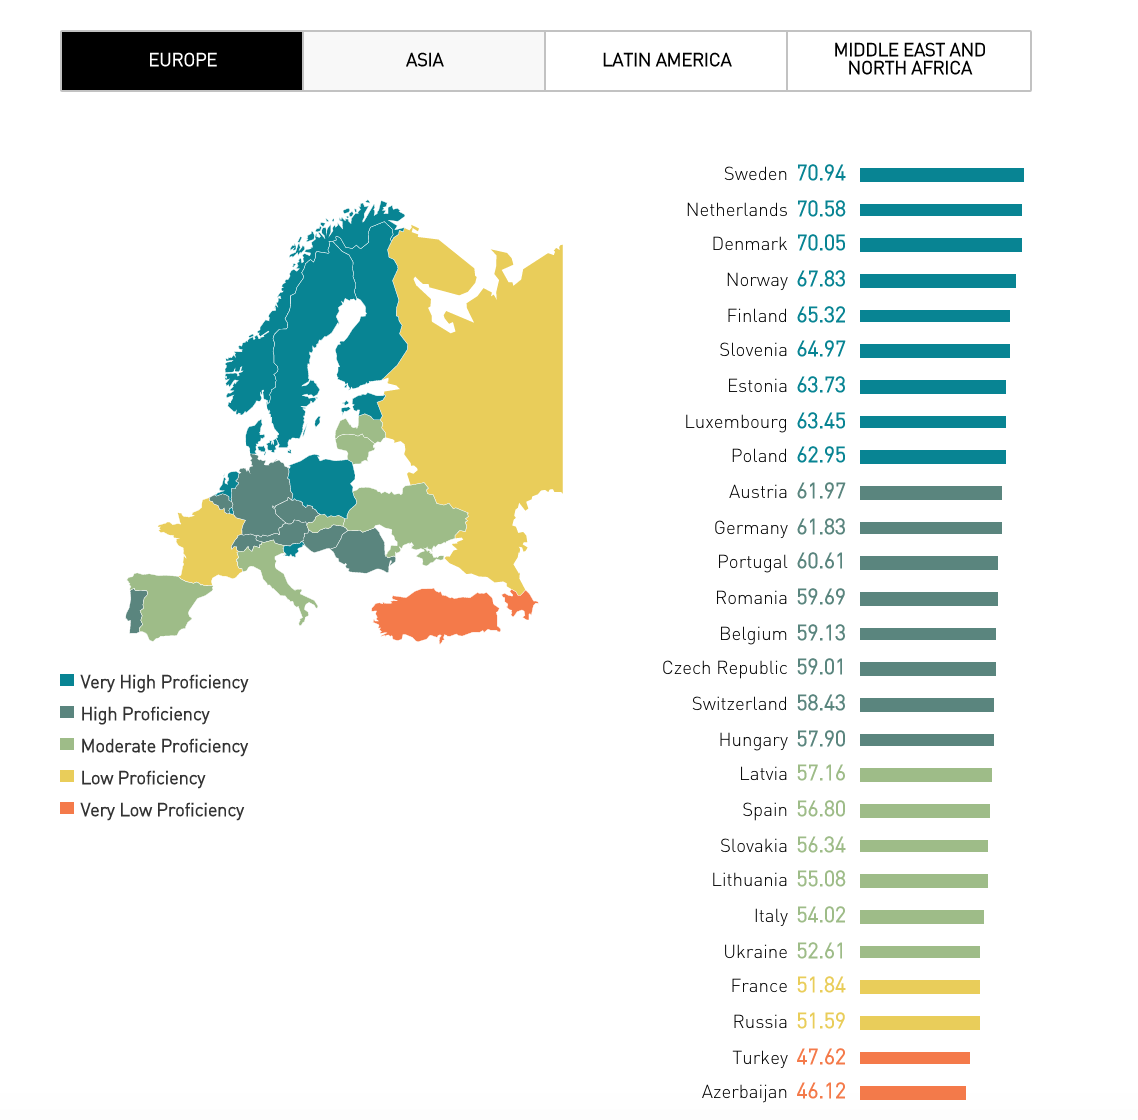 EUROPE
ASIA
LATIN AMERICA
MIDDLE EAST AND
NORTH AFRICA
Very High Proficiency
High Proficiency
Moderate Proficiency
Low Proficiency
Very Low Proficiency
Sweden 70.94
Netherlands 70.58
Denmark 70.05
Norway 67.83
Finland 65.32
Slovenia 64.97
Estonia 63.73
Luxembourg 63.45
Poland 62.95
Austria 61.97
Germany 61.83
Portugal 60.61
Romania 59.69
Belgium 59.13
Czech Republic 59.01
Switzerland 58.43
Hungary 57.90
Latvia 57.16
Spain 56.80
Slovakia 56.34
Lithuania 55.08
Italy 54.02
Ukraine 52.61
France 51.84
Russia 51.59
Turkey 47.62
Azerbaijan 46.12